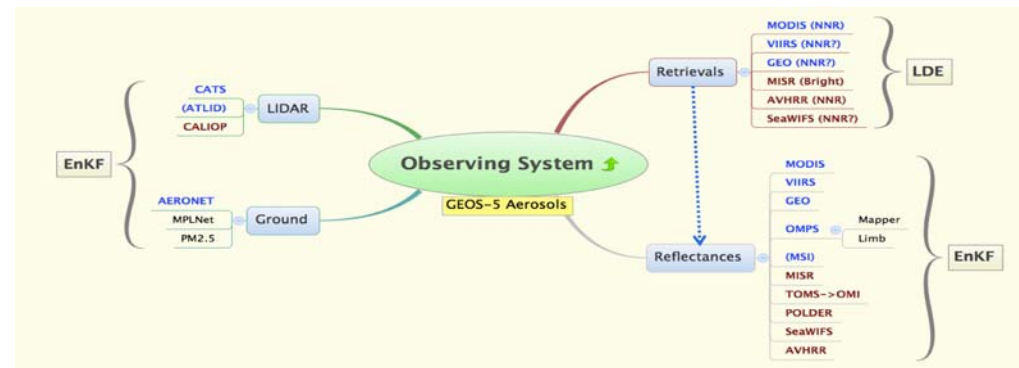 Observing System
GEOS-5 Aerosols
LIDAR
CATS
(ATLID)
CALIOP
Ground
AERONET
MPLNet
PM2.5
EnKF
Retrievals
MODIS (NNR)
VIIRS (NNR?)
GEO (NNR?)
MISR (Bright)
AVHRR (NNR)
SeaWIFS (NNR?)
LDE
Reflectances
MODIS
VIIRS
GEO
OMPS
Mapper
Limb
(MSI)
MISR
TOMS->OMI
POLDER
SeaWIFS
AVHRR
EnKF